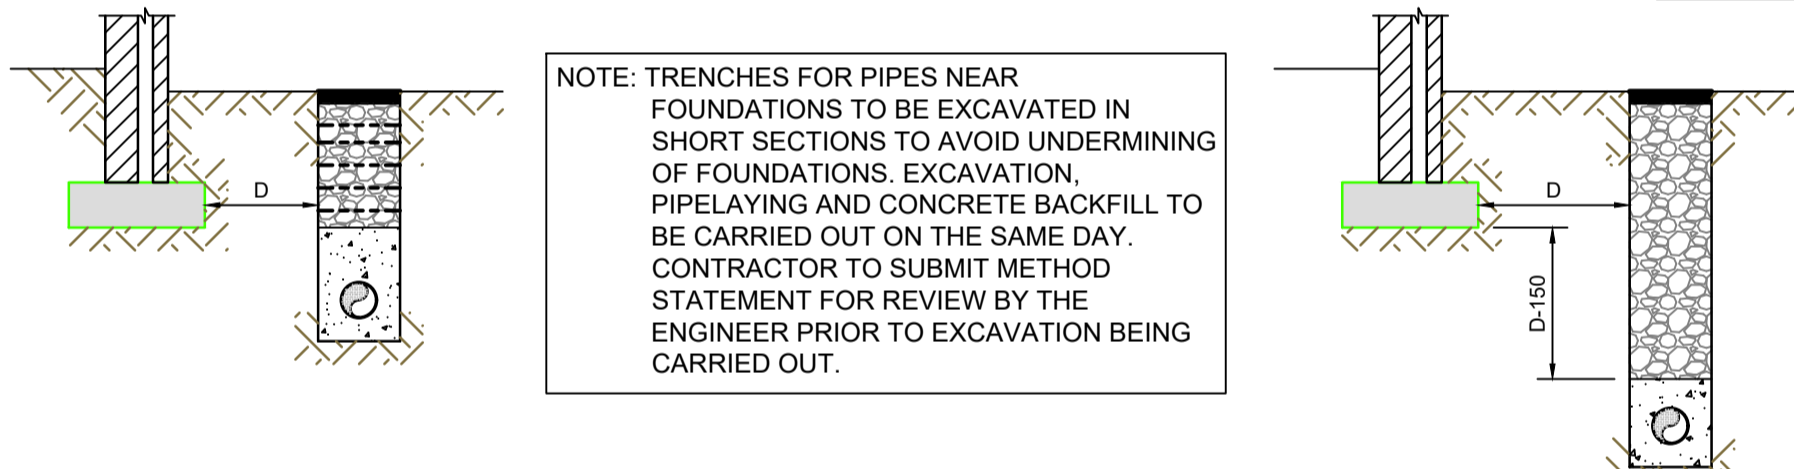 D
NOTE: TRENCHES FOR PIPES NEAR
FOUNDATIONS TO BE EXCAVATED IN
SHORT SECTIONS TO AVOID UNDERMINING
OF FOUNDATIONS. EXCAVATION,
PIPELAYING AND CONCRETE BACKFILL TO
BE CARRIED OUT ON THE SAME DAY.
CONTRACTOR TO SUBMIT METHOD
STATEMENT FOR REVIEW BY THE
ENGINEER PRIOR TO EXCAVATION BEING
CARRIED OUT.
D
D-150